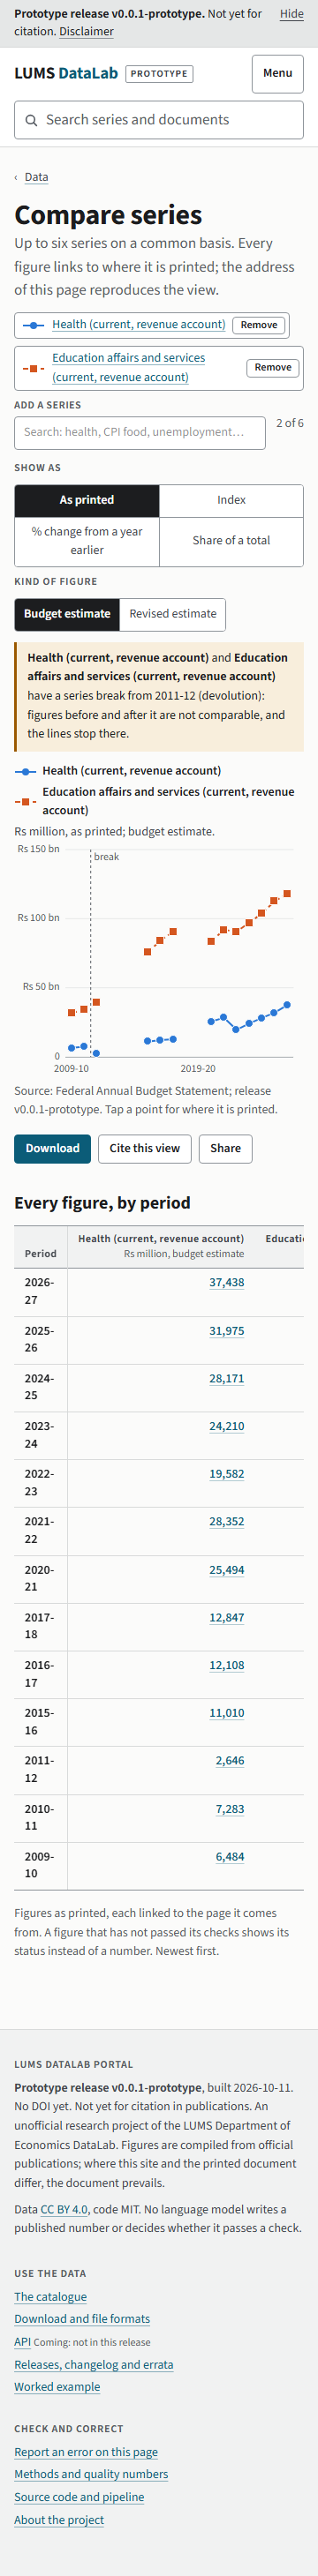 Prototype release v0.0.1-prototype. Not yet for
citation. Disclaimer
Hide
LUMS DataLab PROTOTYPE
Menu
Search series and documents
‹ Data
Compare series
Up to six series on a common basis. Every
figure links to where it is printed; the address
of this page reproduces the view.
Health (current, revenue account) Remove
Education affairs and services
(current, revenue account)
Remove
ADD A SERIES
Search: health, CPI food, unemployment…
2 of 6
SHOW AS
As printed
Index
% change from a year
earlier
Share of a total
KIND OF FIGURE
Budget estimate
Revised estimate
Health (current, revenue account) and Education
affairs and services (current, revenue account)
have a series break from 2011-12 (devolution):
figures before and after it are not comparable, and
the lines stop there.
Health (current, revenue account)
Education affairs and services (current, revenue
account)
Rs million, as printed; budget estimate.
Rs 150 bn
break
Rs 100 bn
Rs 50 bn
0
2009-10
2019-20
Source: Federal Annual Budget Statement; release
v0.0.1-prototype. Tap a point for where it is printed.
Download
Cite this view
Share
Every figure, by period
Period
Health (current, revenue account)
Rs million, budget estimate
2026-
27
37,438
2025-
26
31,975
2024-
25
28,171
2023-
24
24,210
2022-
23
19,582
2021-
22
28,352
2020-
21
25,494
2017-
18
12,847
2016-
17
12,108
2015-
16
11,010
2011-
12
2,646
2010-
11
7,283
2009-
10
6,484
Figures as printed, each linked to the page it comes
from. A figure that has not passed its checks shows its
status instead of a number. Newest first.
LUMS DATALAB PORTAL
Prototype release v0.0.1-prototype, built 2026-10-11.
No DOI yet. Not yet for citation in publications. An
unofficial research project of the LUMS Department of
Economics DataLab. Figures are compiled from official
publications; where this site and the printed document
differ, the document prevails.
Data CC BY 4.0, code MIT. No language model writes a
published number or decides whether it passes a check.
USE THE DATA
The catalogue
Download and file formats
API Coming: not in this release
Releases, changelog and errata
Worked example
CHECK AND CORRECT
Report an error on this page
Methods and quality numbers
Source code and pipeline
About the project